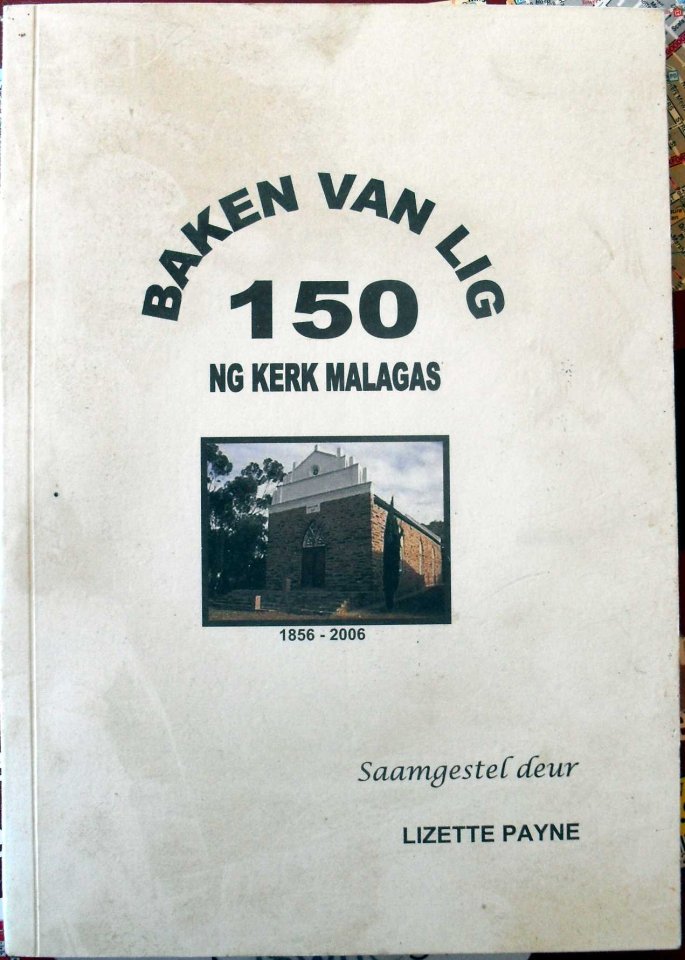 BAKEN VAN LIG
150
NG KERK MALAGAS
1856 - 2006
Saamgestel deur
LIZETTE PAYNE